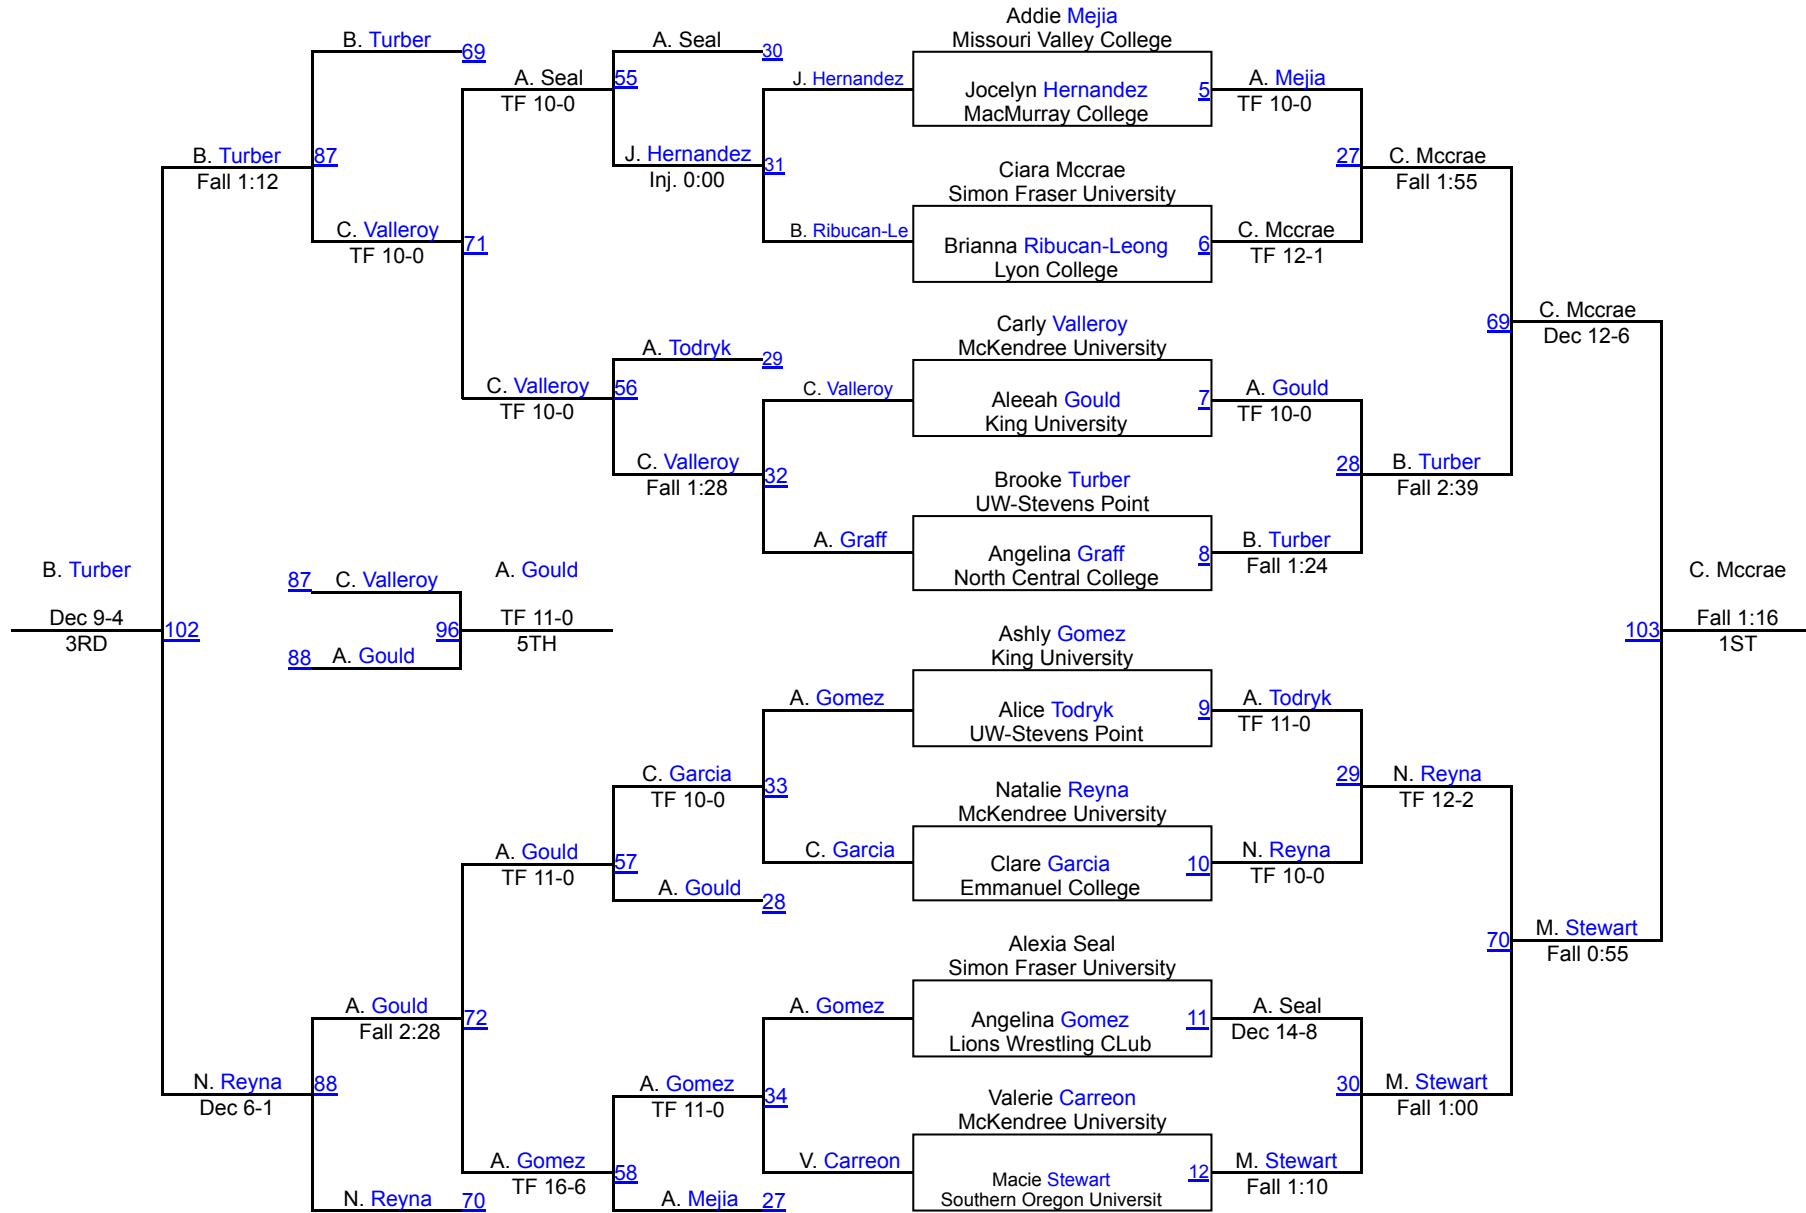 Addie Mejia
Missouri Valley College
B. Turber
69
A. Seal
30
A. Seal
TF 10-0
55
J. Hernandez
Jocelyn Hernandez
MacMurray College
5
A. Mejia
TF 10-0
B. Turber
Fall 1:12
87
J. Hernandez
Inj. 0:00
31
Ciara Mccrae
Simon Fraser University
27
C. Mccrae
Fall 1:55
C. Valleroy
TF 10-0
71
B. Ribucan-Le
Brianna Ribucan-Leong
Lyon College
6
C. Mccrae
TF 12-1
Carly Valleroy
McKendree University
69
C. Mccrae
Dec 12-6
A. Todryk
29
C. Valleroy
TF 10-0
56
C. Valleroy
Aleeah Gould
King University
7
A. Gould
TF 10-0
C. Valleroy
Fall 1:28
32
Brooke Turber
UW-Stevens Point
28
B. Turber
Fall 2:39
A. Graff
Angelina Graff
North Central College
8
B. Turber
Fall 1:24
B. Turber
Dec 9-4
3RD
102
87
C. Valleroy
88
A. Gould
96
A. Gould
TF 11-0
5TH
C. Mccrae
103
Fall 1:16
1ST
Ashly Gomez
King University
A. Gomez
Alice Todryk
UW-Stevens Point
9
A. Todryk
TF 11-0
C. Garcia
TF 10-0
33
Natalie Reyna
McKendree University
29
N. Reyna
TF 12-2
A. Gould
TF 11-0
57
C. Garcia
Clare Garcia
Emmanuel College
10
N. Reyna
TF 10-0
A. Gould
28
Alexia Seal
Simon Fraser University
70
M. Stewart
Fall 0:55
A. Gould
Fall 2:28
72
A. Gomez
Angelina Gomez
Lions Wrestling CLub
11
A. Seal
Dec 14-8
N. Reyna
Dec 6-1
88
A. Gomez
TF 11-0
34
Valerie Carreon
McKendree University
30
M. Stewart
Fall 1:00
A. Gomez
TF 16-6
58
V. Carreon
Macie Stewart
Southern Oregon Universit
12
M. Stewart
Fall 1:10
N. Reyna
70
A. Mejia
27